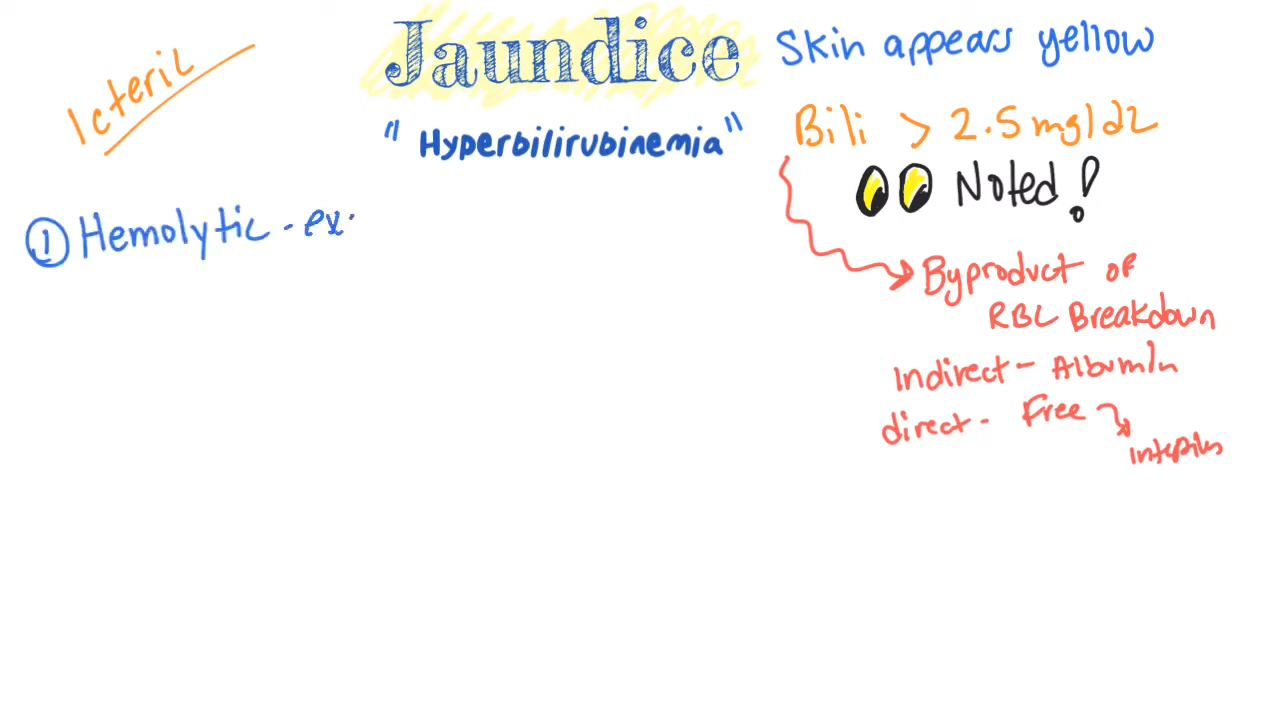 Icteric
Jaundice
Skin appears yellow
"Hyperbilirubinemia"
Bili > 2.5 mg/dL
Noted!
① Hemolytic - ex:
Byproduct of
RBC Breakdown
Indirect - Albumin
direct - Free